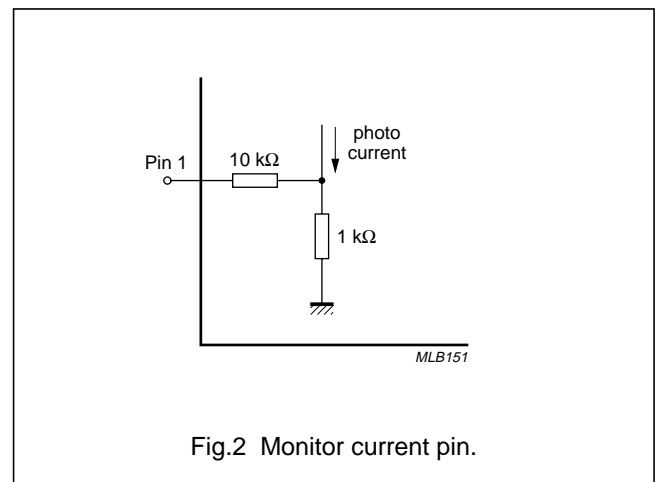 photo
current
Pin 1
10 kΩ
1 kΩ
MLB151
Fig.2 Monitor current pin.